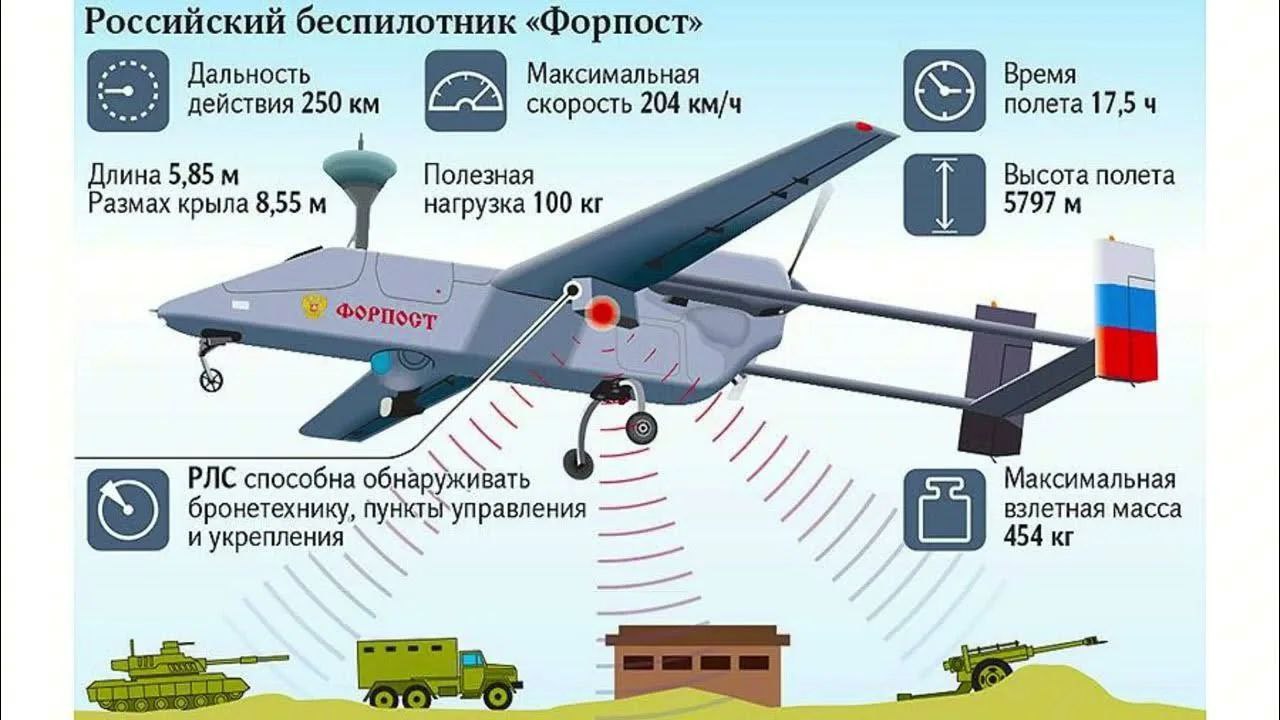 Российский беспилотник «Форпост»
Дальность
действия 250 км
Максимальная
скорость 204 км/ч
Время
полета 17,5 ч
Длина 5,85 м
Размах крыла 8,55 м
Полезная
нагрузка 100 кг
Высота полета
5797 м
ФОРПОСТ
РЛС способна обнаруживать
бронетехнику, пункты управления
и укрепления
Максимальная
взлетная масса
454 кг